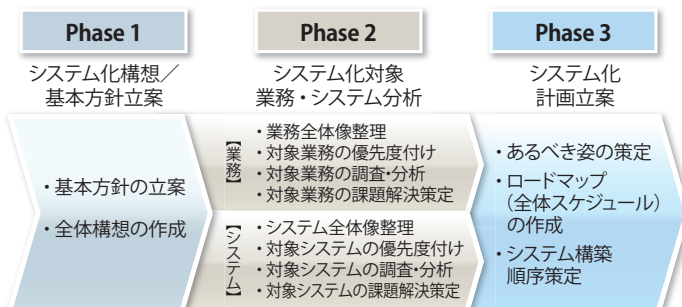 Phase 1
システム化構想／
基本方針立案
・基本方針の立案
・全体構想の作成
Phase 2
システム化対象
業務・システム分析
【業務】
・業務全体像整理
・対象業務の優先度付け
・対象業務の調査・分析
・対象業務の課題解決策定
【システム】
・システム全体像整理
・対象システムの優先度付け
・対象システムの調査・分析
・対象システムの課題解決策定
Phase 3
システム化
計画立案
・あるべき姿の策定
・ロードマップ
（全体スケジュール）
の作成
・システム構築
順序策定